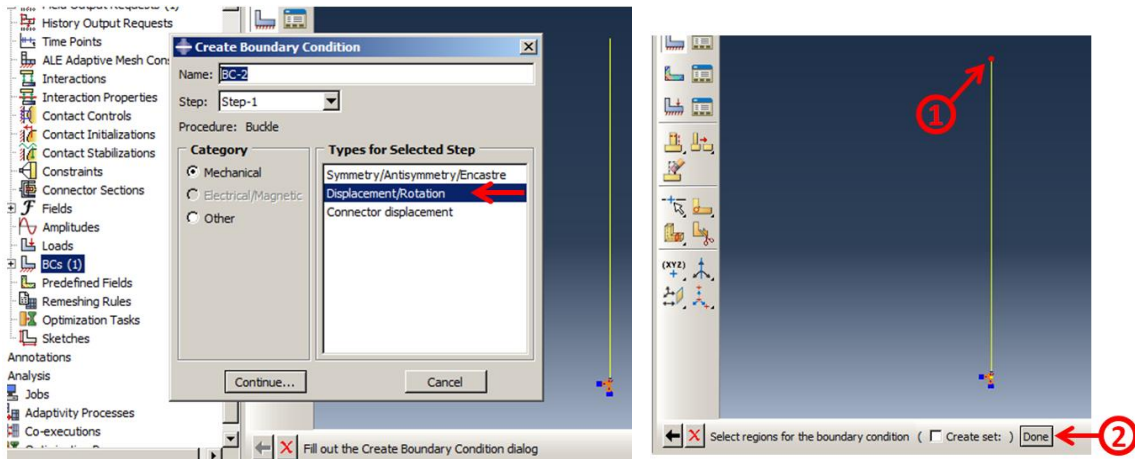 History Output Requests
Time Points
ALE Adaptive Mesh Cons
Interactions
Interaction Properties
Contact Controls
Contact Initializations
Contact Stabilizations
Constraints
Connector Sections
Fields
Amplitudes
Loads
BCs (1)
Predefined Fields
Remeshing Rules
Optimization Tasks
Sketches
Annotations
Analysis
Jobs
Adaptivity Processes
Co-executions
Create Boundary Condition
X
Name: BC-2
Step: Step-1
Procedure: Buckle
Category
Mechanical
Electrical/Magnetic
Other
Types for Selected Step
Symmetry/Antisymmetry/Encastre
Displacement/Rotation
Connector displacement
Continue...
Cancel
X Fill out the Create Boundary Condition dialog
(XYZ)
1
X Select regions for the boundary condition ( Create set: ) Done
2